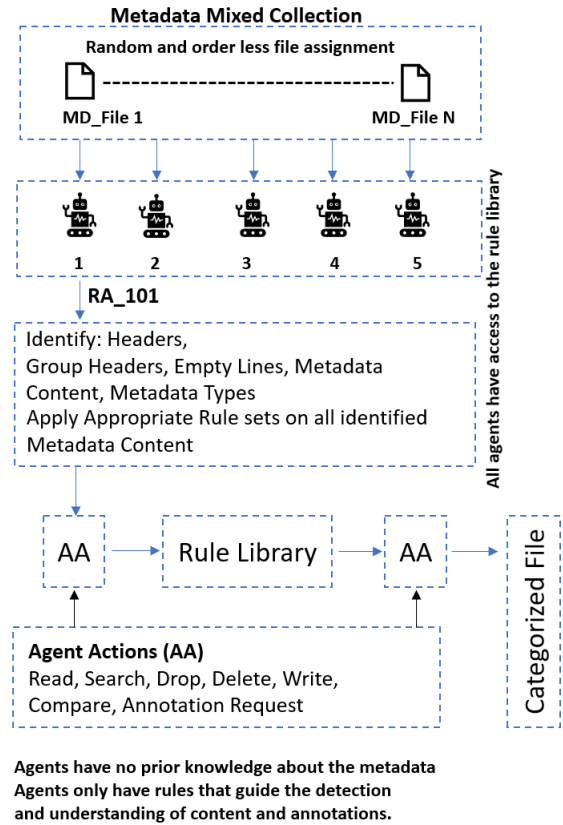 Metadata Mixed Collection
Random and order less file assignment
MD_File 1
MD_File N
1
2
3
4
5
All agents have access to the rule library
RA_101
Identify: Headers,
Group Headers, Empty Lines, Metadata
Content, Metadata Types
Apply Appropriate Rule sets on all identified
Metadata Content
AA
Rule Library
AA
Categorized File
Agent Actions (AA)
Read, Search, Drop, Delete, Write,
Compare, Annotation Request
Agents have no prior knowledge about the metadata
Agents only have rules that guide the detection
and understanding of content and annotations.